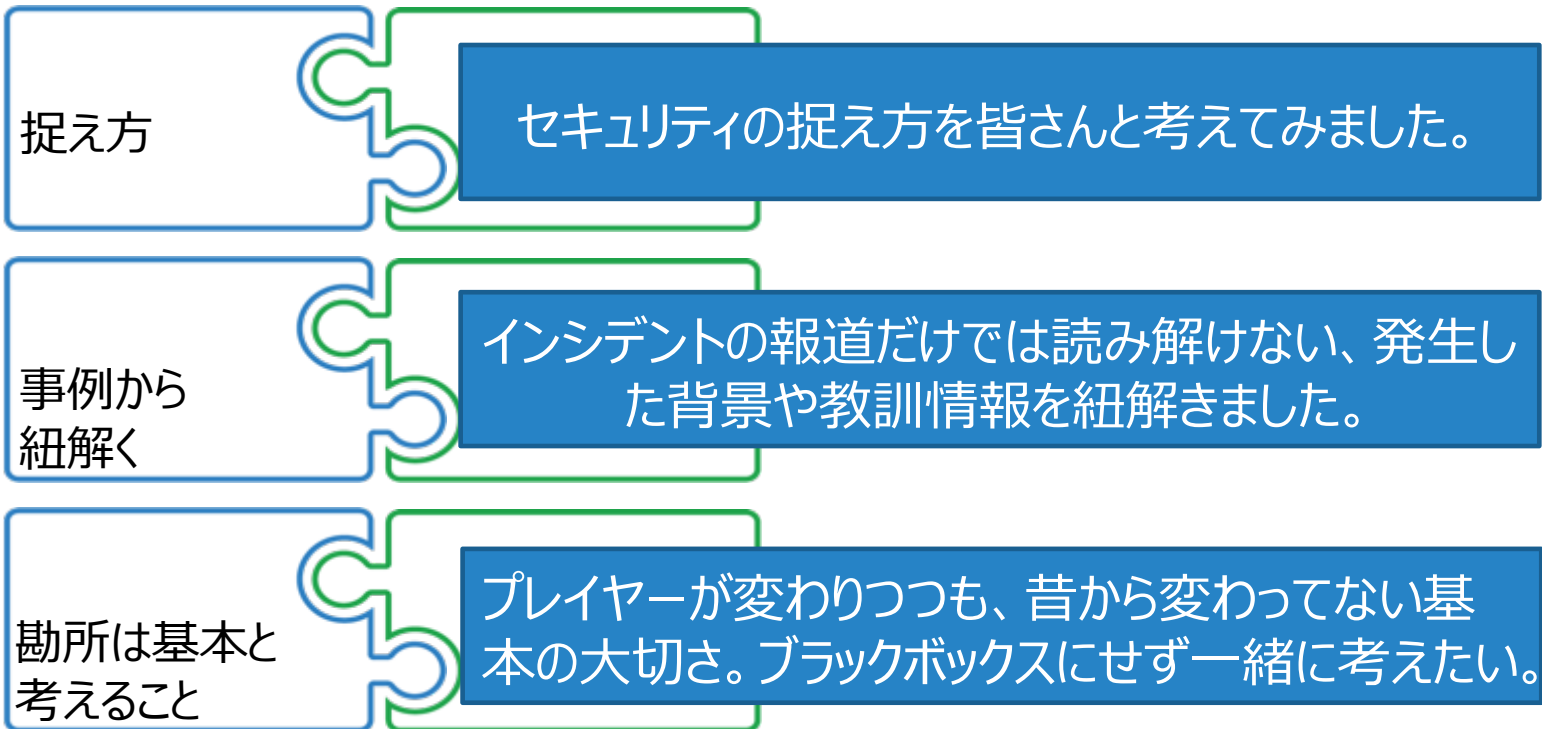 捉え方
セキュリティの捉え方を皆さんと考えてみました。
事例から
紐解く
インシデントの報道だけでは読み解けない、発生し
た背景や教訓情報を紐解きました。
勘所は基本と
考えること
プレイヤーが変わりつつも、昔から変わってない基
本の大切さ。ブラックボックスにせず一緒に考えたい。